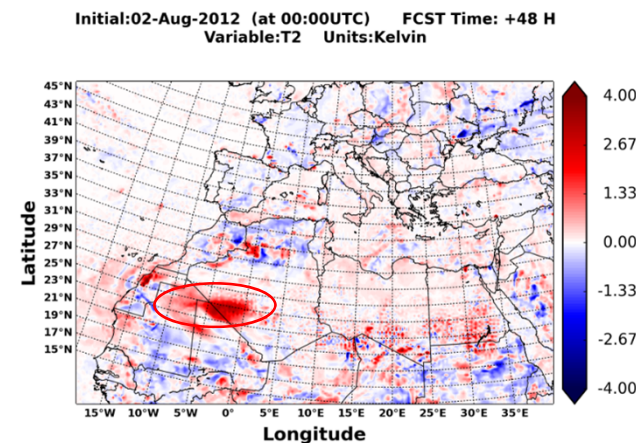 Initial:02-Aug-2012 (at 00:00UTC) FCST Time: +48 H
Variable:T2 Units:Kelvin
45°N
43°N
41°N
39°N
37°N
35°N
33°N
31°N
29°N
27°N
25°N
23°N
21°N
19°N
17°N
15°N
Latitude
15°W 10°W 5°W 0° 5°E 10°E 15°E 20°E 25°E 30°E 35°E
Longitude
4.00
2.67
1.33
0.00
-1.33
-2.67
-4.00